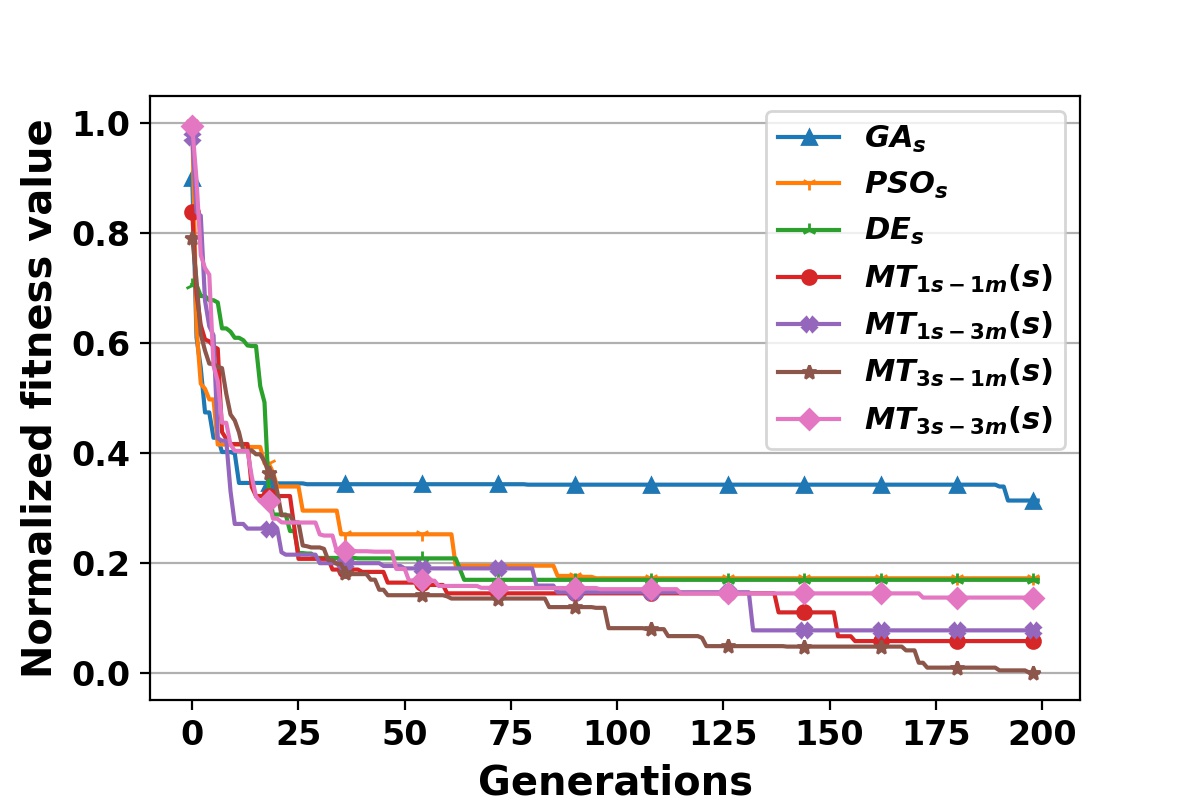 Normalized fitness value
1.0
0.8
0.6
0.4
0.2
0.0
GA_s
PSO_s
DE_s
MT_{1s-1m}(s)
MT_{1s-3m}(s)
MT_{3s-1m}(s)
MT_{3s-3m}(s)
0 25 50 75 100 125 150 175 200
Generations